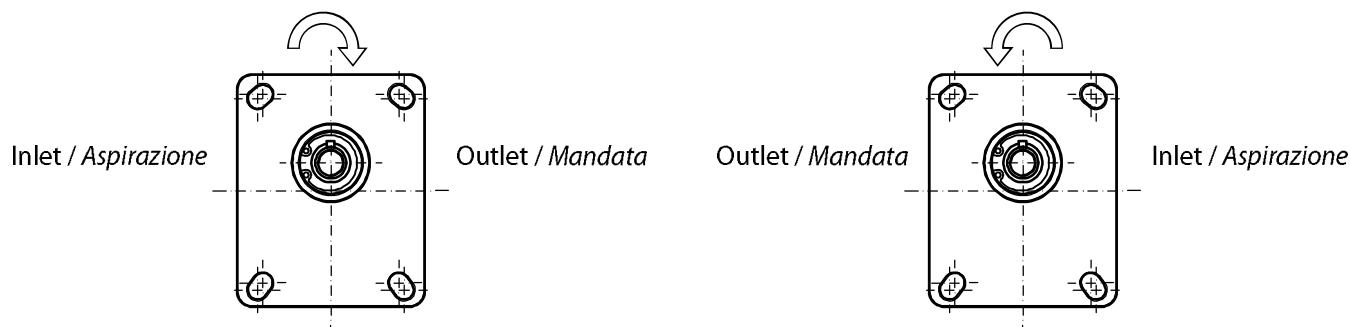 Inlet / Aspirazione
Outlet / Mandata
Outlet / Mandata
Inlet / Aspirazione